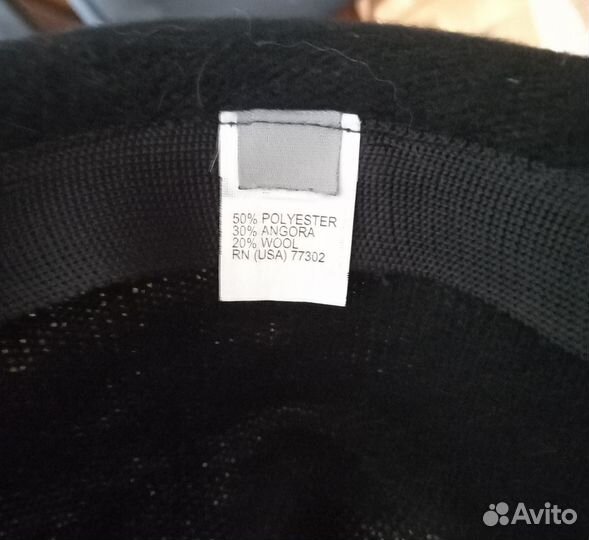 50% POLYESTER
30% ANGORA
20% WOOL
RN (USA) 77302
Avito